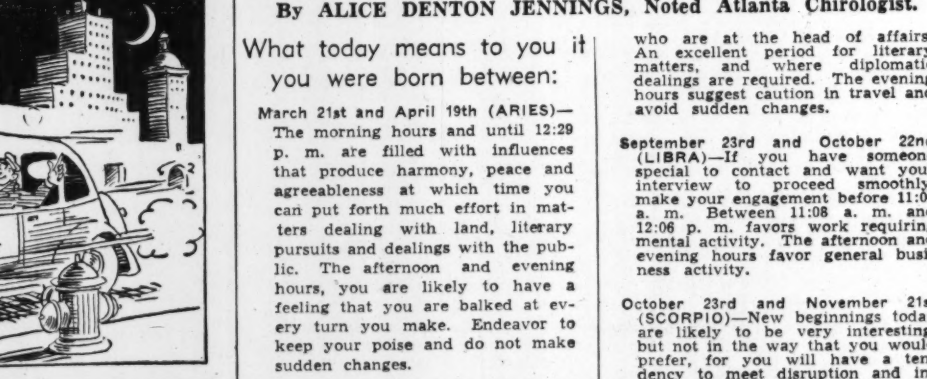 By ALICE DENTON JENNINGS, Noted Atlanta Chirologist.
What today means to you if
you were born between:
March 21st and April 19th (ARIES)—
The morning hours and until 12:29
p. m. are filled with influences
that produce harmony, peace and
agreeableness at which time you
can put forth much effort in mat-
ters dealing with land, literary
pursuits and dealings with the pub-
lic. The afternoon and evening
hours, you are likely to have a
feeling that you are balked at ev-
ery turn you make. Endeavor to
keep your poise and do not make
sudden changes.
who are at the head of affairs
An excellent period for literary
matters, and where diplomatic
dealings are required. The evening
hours suggest caution in travel and
avoid sudden changes.
September 23rd and October 22nd
(LIBRA)—If you have someon
special to contact and want you
interview to proceed smoothly
make your engagement before 11:0
a. m. Between 11:08 a. m. and
12:06 p. m. favors work requirin
mental activity. The afternoon and
evening hours favor general busi
ness activity.
October 23rd and November 21s
(SCORPIO)—New beginnings toda
are likely to be very interesting
but not in the way that you woul
prefer, for you will have a ten
dency to meet disruption and in